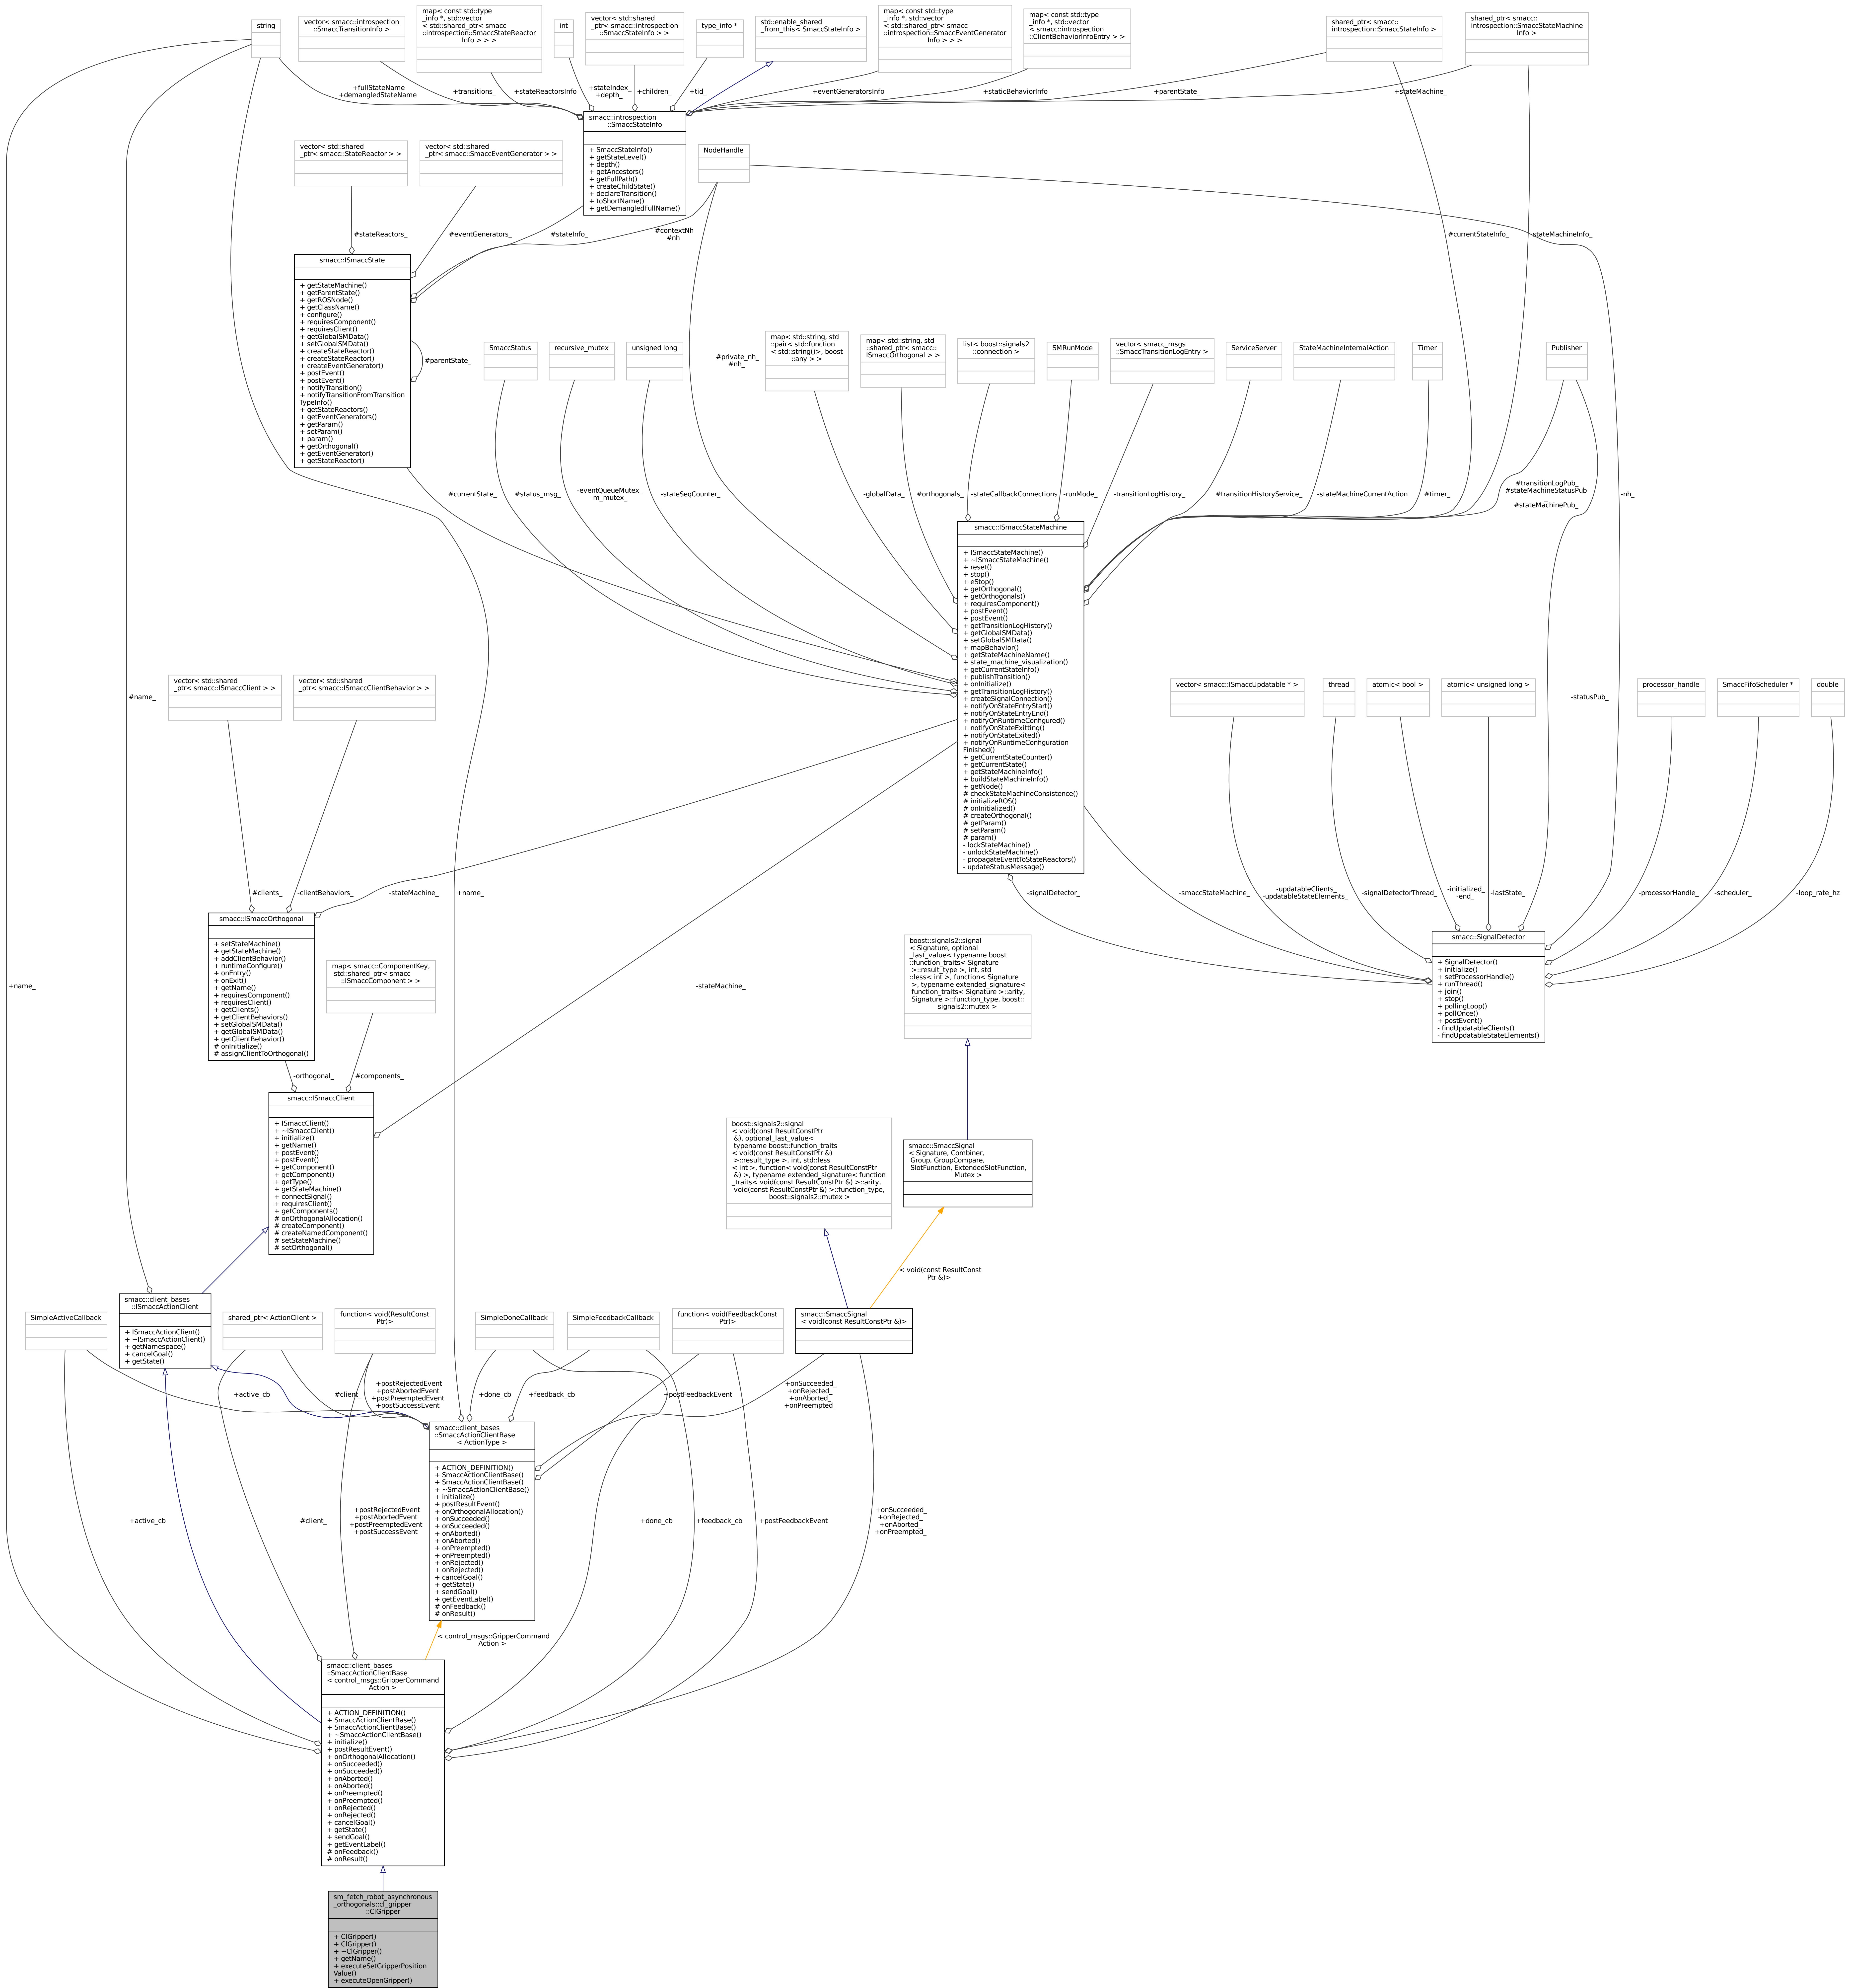 string
vector< smacc::introspection
::SmaccTransitionInfo >
map< const std::type
_info *, std::vector
< std::shared_ptr< smacc
::introspection::SmaccStateReactor
Info > > >
int
vector< std::shared
_ptr< smacc::introspection
::SmaccStateInfo > >
type_info *
std::enable_shared
_from_this< SmaccStateInfo >
map< const std::type
_info *, std::vector
< std::shared_ptr< smacc
::introspection::SmaccEventGenerator
Info > > >
map< const std::type
_info *, std::vector
< smacc::introspection
::ClientBehaviorInfoEntry > >
shared_ptr< smacc::
introspection::SmaccStateInfo >
shared_ptr< smacc::
introspection::SmaccStateMachine
Info >
+fullStateName
+demangledStateName
+transitions_
+stateReactorsInfo
+stateIndex_
+depth_
+children_
+tid_
+eventGeneratorsInfo
+staticBehaviorInfo
+parentState_
+stateMachine_
smacc::introspection
::SmaccStateInfo
+ SmaccStateInfo()
+ getStateLevel()
+ depth()
+ getAncestors()
+ getFullPath()
+ createChildState()
+ declareTransition()
+ toShortName()
+ getDemangledFullName()
vector< std::shared
_ptr< smacc::StateReactor > >
vector< std::shared
_ptr< smacc::SmaccEventGenerator > >
NodeHandle
#stateReactors_
#eventGenerators_
#stateInfo_
#contextNh
#nh
#currentStateInfo_
-stateMachineInfo_
smacc::ISmaccState
+ getStateMachine()
+ getParentState()
+ getROSNode()
+ getClassName()
+ configure()
+ requiresComponent()
+ requiresClient()
+ getGlobalSMData()
+ setGlobalSMData()
+ createStateReactor()
+ createStateReactor()
+ createEventGenerator()
+ postEvent()
+ postEvent()
+ notifyTransition()
+ notifyTransitionFromTransition
TypeInfo()
+ getStateReactors()
+ getEventGenerators()
+ getParam()
+ setParam()
+ param()
+ getOrthogonal()
+ getEventGenerator()
+ getStateReactor()
#parentState_
SmaccStatus
recursive_mutex
unsigned long
#private_nh_
#nh_
map< std::string, std
::pair< std::function
< std::string()>, boost
::any > >
map< std::string, std
::shared_ptr< smacc::
ISmaccOrthogonal > >
list< boost::signals2
::connection >
SMRunMode
vector< smacc_msgs
::SmaccTransitionLogEntry >
ServiceServer
StateMachineInternalAction
Timer
Publisher
#currentState_
#status_msg_
-eventQueueMutex_
-m_mutex_
-stateSeqCounter_
-globalData_
#orthogonals_
-stateCallbackConnections
-runMode_
-transitionLogHistory_
#transitionHistoryService_
-stateMachineCurrentAction
#timer_
#transitionLogPub_
#stateMachineStatusPub
_
#stateMachinePub_
-nh_
smacc::ISmaccStateMachine
+ ISmaccStateMachine()
+ ~ISmaccStateMachine()
+ reset()
+ stop()
+ eStop()
+ getOrthogonal()
+ getOrthogonals()
+ requiresComponent()
+ postEvent()
+ postEvent()
+ getTransitionLogHistory()
+ getGlobalSMData()
+ setGlobalSMData()
+ mapBehavior()
+ getStateMachineName()
+ state_machine_visualization()
+ getCurrentStateInfo()
+ publishTransition()
+ onInitialize()
+ getTransitionLogHistory()
+ createSignalConnection()
+ notifyOnStateEntryStart()
+ notifyOnStateEntryEnd()
+ notifyOnRuntimeConfigured()
+ notifyOnStateExitting()
+ notifyOnStateExited()
+ notifyOnRuntimeConfiguration
Finished()
+ getCurrentStateCounter()
+ getCurrentState()
+ getStateMachineInfo()
+ buildStateMachineInfo()
+ getNode()
# checkStateMachineConsistence()
# initializeROS()
# onInitialized()
# createOrthogonal()
# getParam()
# setParam()
# param()
- lockStateMachine()
- unlockStateMachine()
- propagateEventToStateReactors()
- updateStatusMessage()
#name_
vector< std::shared
_ptr< smacc::ISmaccClient > >
vector< std::shared
_ptr< smacc::ISmaccClientBehavior > >
vector< smacc::ISmaccUpdatable * >
thread
atomic< bool >
atomic< unsigned long >
-statusPub_
processor_handle
SmaccFifoScheduler *
double
#clients_
-clientBehaviors_
-stateMachine_
+name_
-signalDetector_
-smaccStateMachine_
-updatableClients_
-updatableStateElements_
-signalDetectorThread_
-initialized_
-end_
-lastState_
-processorHandle_
-scheduler_
-loop_rate_hz
smacc::ISmaccOrthogonal
+ setStateMachine()
+ getStateMachine()
+ addClientBehavior()
+ runtimeConfigure()
+ onEntry()
+ onExit()
+ getName()
+ requiresComponent()
+ requiresClient()
+ getClients()
+ getClientBehaviors()
+ setGlobalSMData()
+ getGlobalSMData()
+ getClientBehavior()
# onInitialize()
# assignClientToOrthogonal()
map< smacc::ComponentKey,
std::shared_ptr< smacc
::ISmaccComponent > >
smacc::SignalDetector
+ SignalDetector()
+ initialize()
+ setProcessorHandle()
+ runThread()
+ join()
+ stop()
+ pollingLoop()
+ pollOnce()
+ postEvent()
- findUpdatableClients()
- findUpdatableStateElements()
boost::signals2::signal
< Signature, optional
_last_value< typename boost
::function_traits< Signature
>::result_type >, int, std
::less< int >, function< Signature
>, typename extended_signature<
function_traits< Signature >::arity,
Signature >::function_type, boost::
signals2::mutex >
+name_
-stateMachine_
-orthogonal_
#components_
smacc::ISmaccClient
+ ISmaccClient()
+ ~ISmaccClient()
+ initialize()
+ getName()
+ postEvent()
+ postEvent()
+ getComponent()
+ getComponent()
+ getType()
+ getStateMachine()
+ connectSignal()
+ requiresClient()
+ getComponents()
# onOrthogonalAllocation()
# createComponent()
# createNamedComponent()
# setStateMachine()
# setOrthogonal()
boost::signals2::signal
< void(const ResultConstPtr
&), optional_last_value<
typename boost::function_traits
< void(const ResultConstPtr &)
>::result_type >, int, std::less
< int >, function< void(const ResultConstPtr
&) >, typename extended_signature< function
_traits< void(const ResultConstPtr &) >::arity,
void(const ResultConstPtr &) >::function_type,
boost::signals2::mutex >
smacc::SmaccSignal
< Signature, Combiner,
Group, GroupCompare,
SlotFunction, ExtendedSlotFunction,
Mutex >
< void(const ResultConst
Ptr &)>
smacc::client_bases
::ISmaccActionClient
+ ISmaccActionClient()
+ ~ISmaccActionClient()
+ getNamespace()
+ cancelGoal()
+ getState()
SimpleActiveCallback
shared_ptr< ActionClient >
function< void(ResultConst
Ptr)>
SimpleDoneCallback
SimpleFeedbackCallback
function< void(FeedbackConst
Ptr)>
smacc::SmaccSignal
< void(const ResultConstPtr &)>
+active_cb
#client_
+postRejectedEvent
+postAbortedEvent
+postPreemptedEvent
+postSuccessEvent
+done_cb
+feedback_cb
+postFeedbackEvent
+onSucceeded_
+onRejected_
+onAborted_
+onPreempted_
smacc::client_bases
::SmaccActionClientBase
< ActionType >
+ ACTION_DEFINITION()
+ SmaccActionClientBase()
+ SmaccActionClientBase()
+ ~SmaccActionClientBase()
+ initialize()
+ postResultEvent()
+ onOrthogonalAllocation()
+ onSucceeded()
+ onSucceeded()
+ onAborted()
+ onAborted()
+ onPreempted()
+ onPreempted()
+ onRejected()
+ onRejected()
+ cancelGoal()
+ getState()
+ sendGoal()
+ getEventLabel()
# onFeedback()
# onResult()
+active_cb
#client_
+postRejectedEvent
+postAbortedEvent
+postPreemptedEvent
+postSuccessEvent
+done_cb
+feedback_cb
+postFeedbackEvent
+onSucceeded_
+onRejected_
+onAborted_
+onPreempted_
< control_msgs::GripperCommand
Action >
smacc::client_bases
::SmaccActionClientBase
< control_msgs::GripperCommand
Action >
+ ACTION_DEFINITION()
+ SmaccActionClientBase()
+ SmaccActionClientBase()
+ ~SmaccActionClientBase()
+ initialize()
+ postResultEvent()
+ onOrthogonalAllocation()
+ onSucceeded()
+ onSucceeded()
+ onAborted()
+ onAborted()
+ onPreempted()
+ onPreempted()
+ onRejected()
+ onRejected()
+ cancelGoal()
+ getState()
+ sendGoal()
+ getEventLabel()
# onFeedback()
# onResult()
sm_fetch_robot_asynchronous
_orthogonals::cl_gripper
::ClGripper
+ ClGripper()
+ ClGripper()
+ ~ClGripper()
+ getName()
+ executeSetGripperPosition
Value()
+ executeOpenGripper()